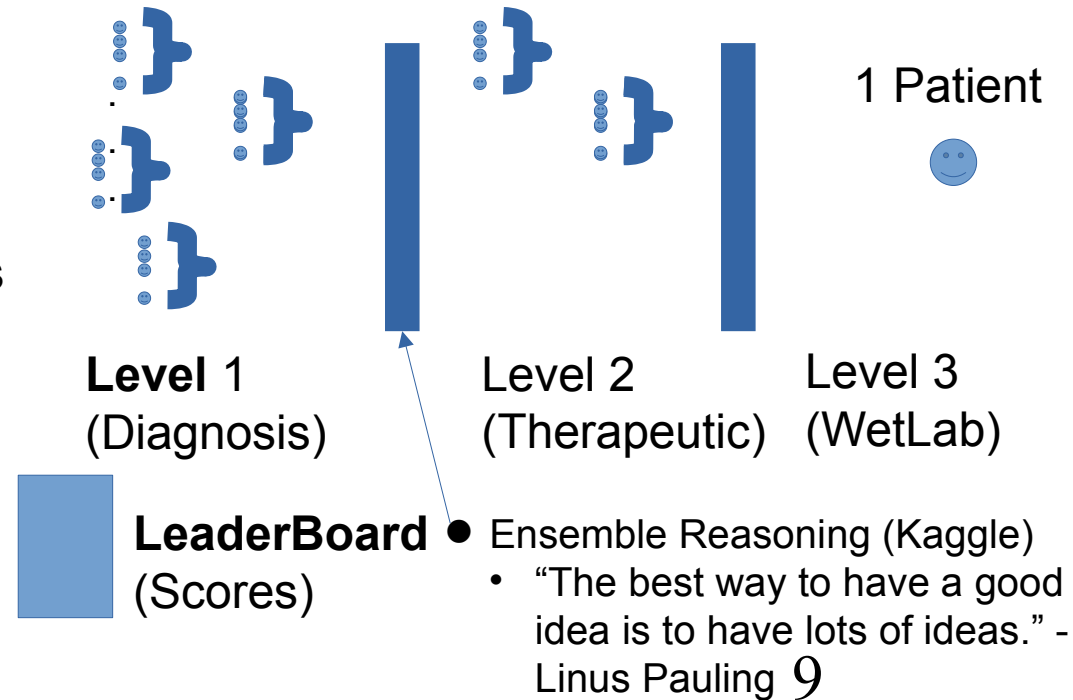 1 Patient
s
Level 1
(Diagnosis)
Level 2
(Therapeutic)
Level 3
(WetLab)
LeaderBoard
(Scores)
● Ensemble Reasoning (Kaggle)
• “The best way to have a good
idea is to have lots of ideas.” -
Linus Pauling 9